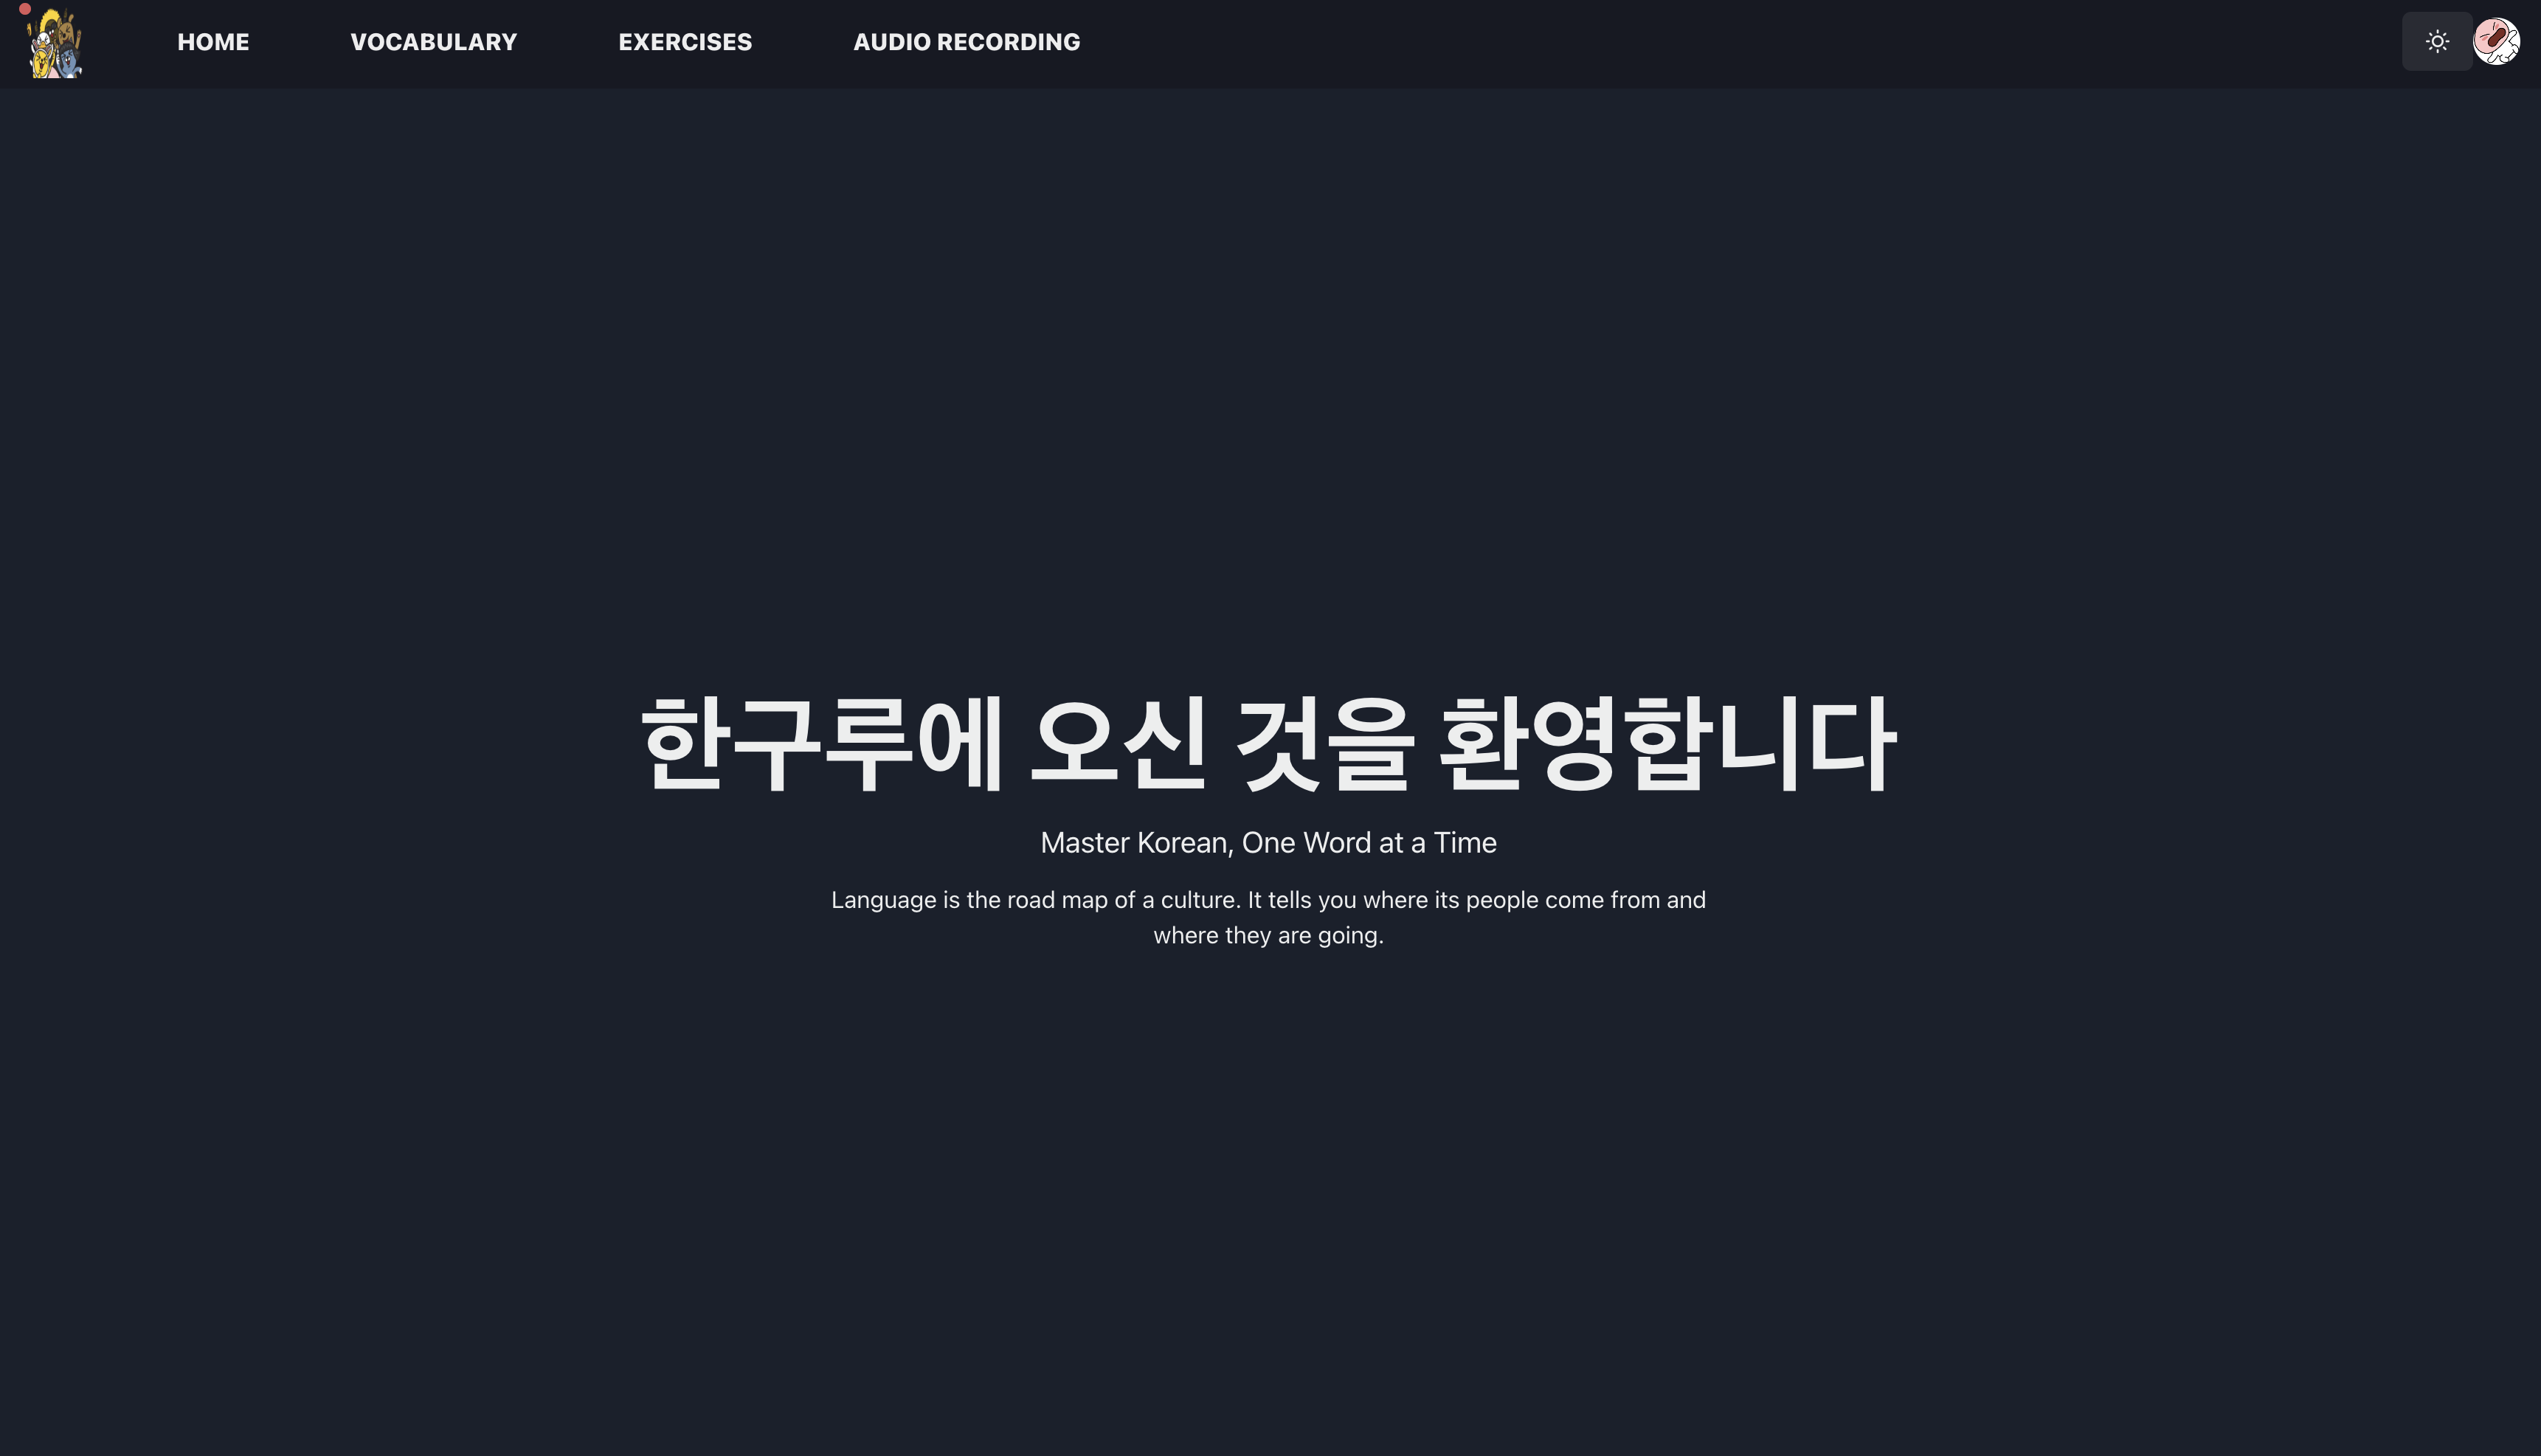 HOME
VOCABULARY
EXERCISES
AUDIO RECORDING
한구루에 오신 것을 환영합니다
Master Korean, One Word at a Time
Language is the road map of a culture. It tells you where its people come from and
where they are going.